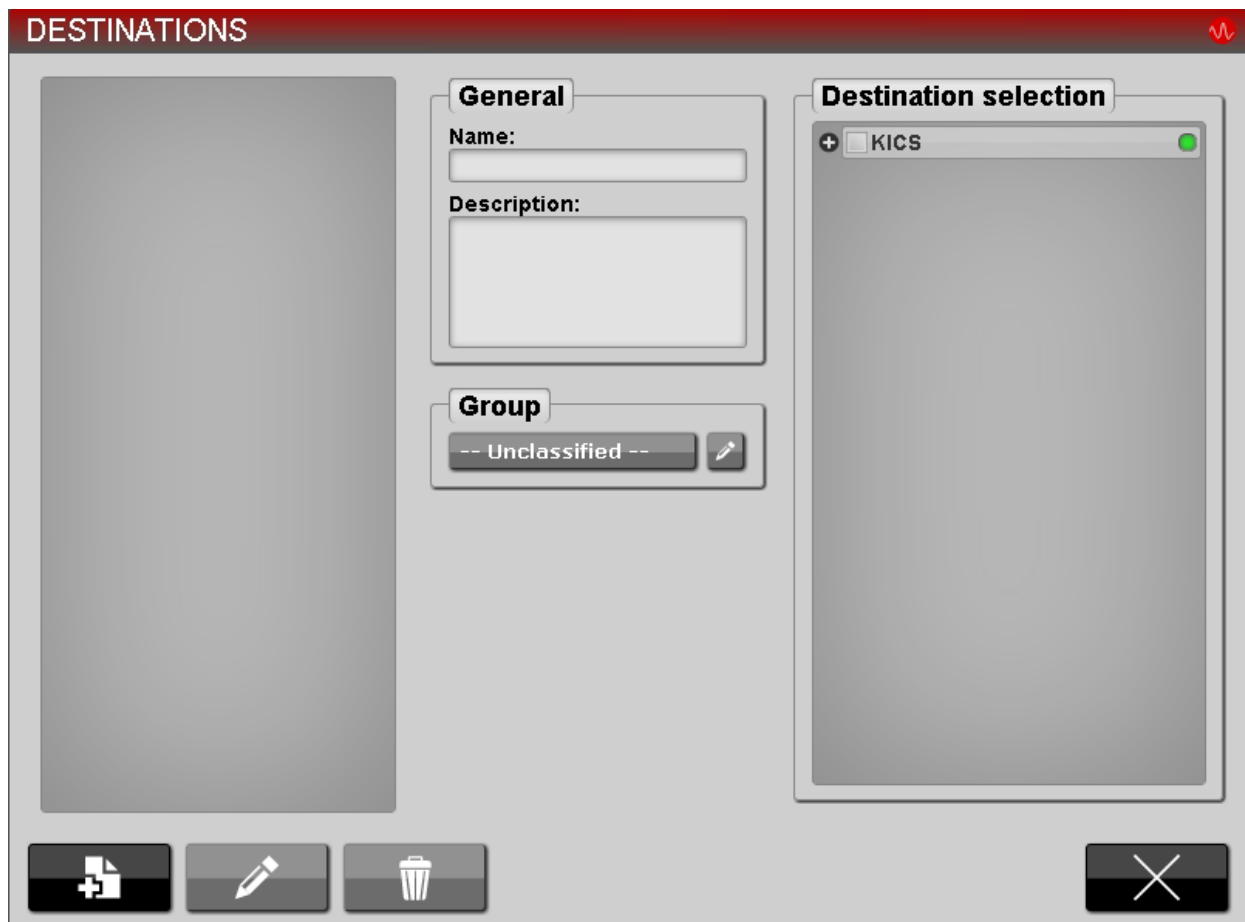 DESTINATIONS
General
Name:
Description:
Group
-- Unclassified --
Destination selection
KICS